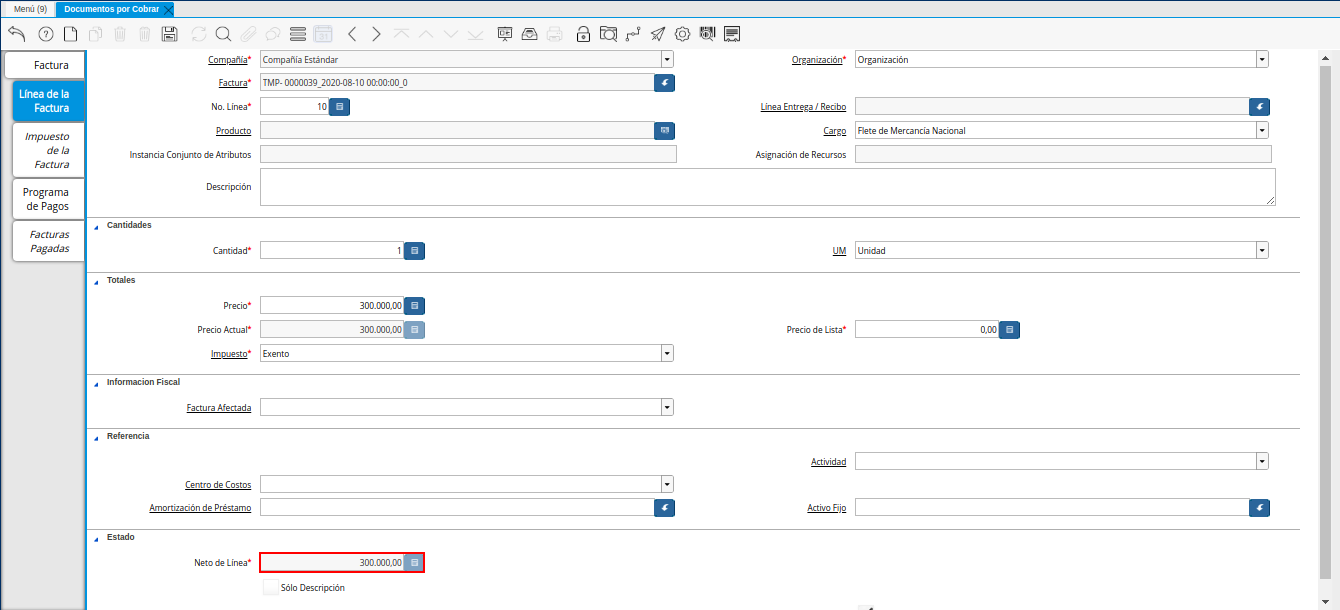 Menú (9)
Documentos por Cobrar
Factura
Línea de la
Factura
Impuesto
de la
Factura
Programa
de Pagos
Facturas
Pagadas
Compañía* Compañía Estándar
Organización* Organización
Factura* TMP- 0000039_2020-08-10 00:00:00_0
No. Línea* 10
Línea Entrega / Recibo
Producto
Cargo Flete de Mercancía Nacional
Instancia Conjunto de Atributos
Asignación de Recursos
Descripción
Cantidades
Cantidad* 1
UM Unidad
Totales
Precio* 300.000,00
Precio Actual* 300.000,00
Precio de Lista* 0,00
Impuesto* Exento
Informacion Fiscal
Factura Afectada
Referencia
Actividad
Centro de Costos
Amortización de Préstamo
Activo Fijo
Estado
Neto de Línea* 300.000,00
Sólo Descripción